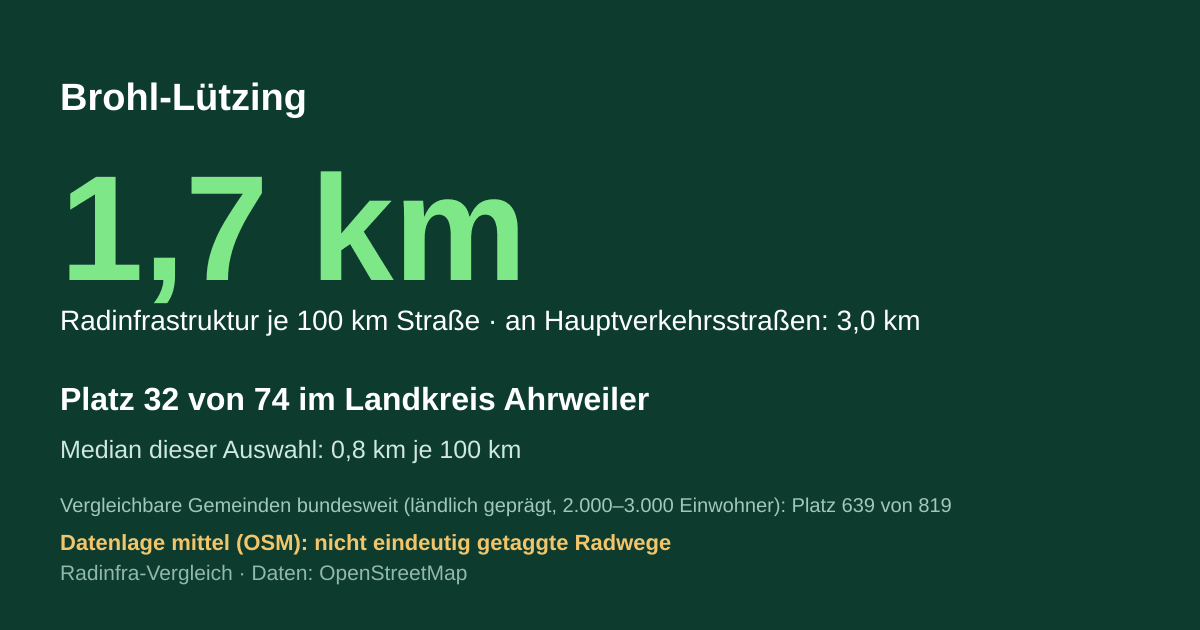 Brohl-Lützing
1,7 km
Radinfrastruktur je 100 km Straße · an Hauptverkehrsstraßen: 3,0 km
Platz 32 von 74 im Landkreis Ahrweiler
Median dieser Auswahl: 0,8 km je 100 km
Vergleichbare Gemeinden bundesweit (ländlich geprägt, 2.000–3.000 Einwohner): Platz 639 von 819
Datenlage mittel (OSM): nicht eindeutig getaggte Radwege
Radinfra-Vergleich · Daten: OpenStreetMap